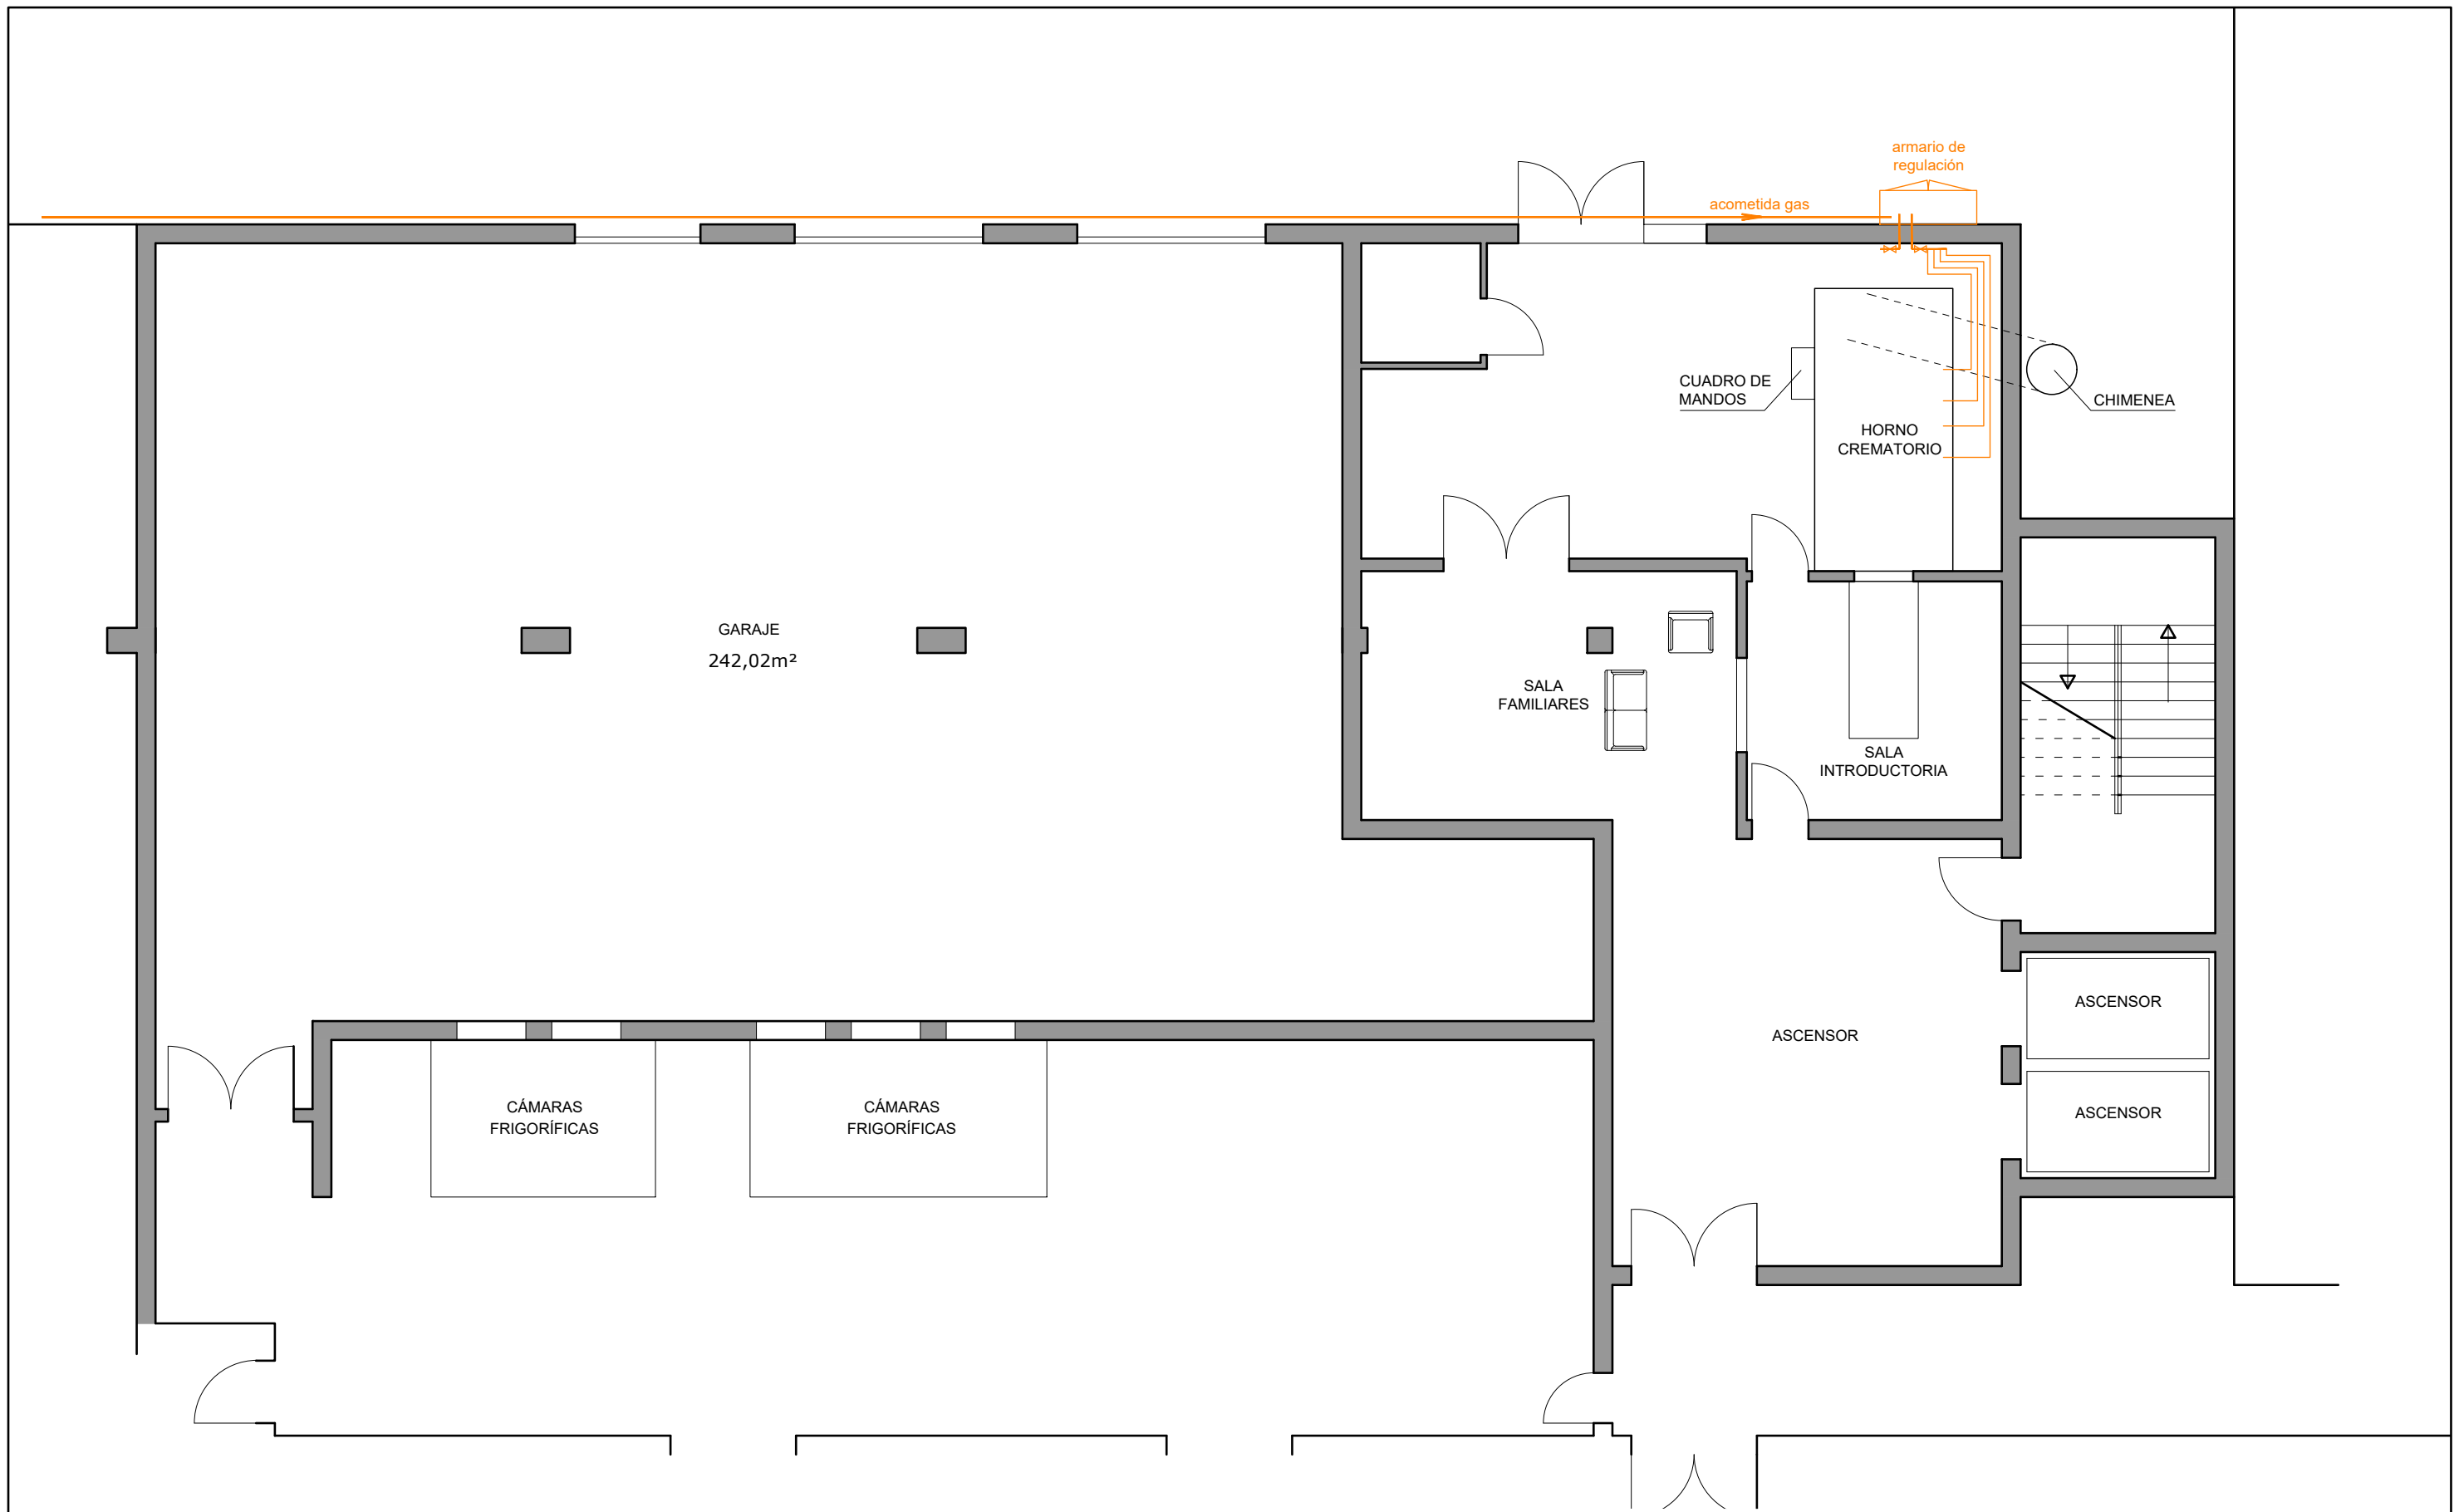 armario de
regulación
acometida gas
CUADRO DE
MANDOS
CHIMENEA
HORNO
CREMATORIO
GARAJE
242,02m²
SALA
FAMILIARES
SALA
INTRODUCTORIA
ASCENSOR
ASCENSOR
ASCENSOR
CÁMARAS
FRIGORÍFICAS
CÁMARAS
FRIGORÍFICAS